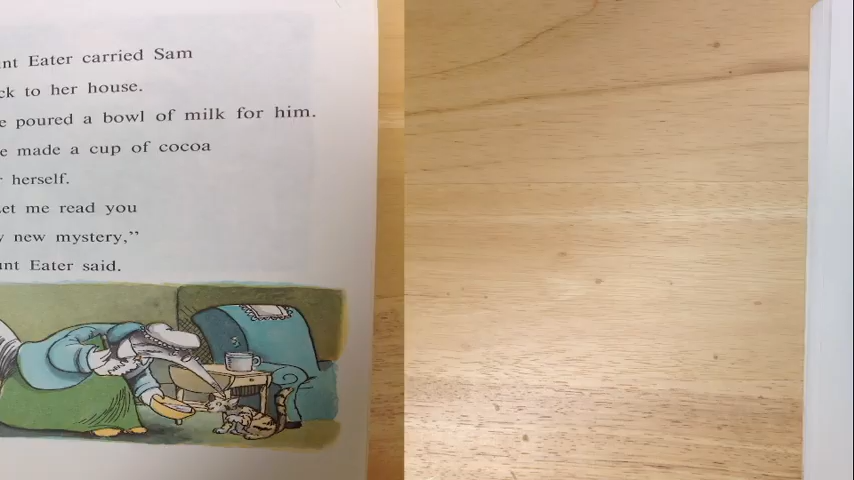 nt Eater carried Sam
ck to her house.
e poured a bowl of milk for him.
e made a cup of cocoa
r herself.
et me read you
y new mystery,”
unt Eater said.